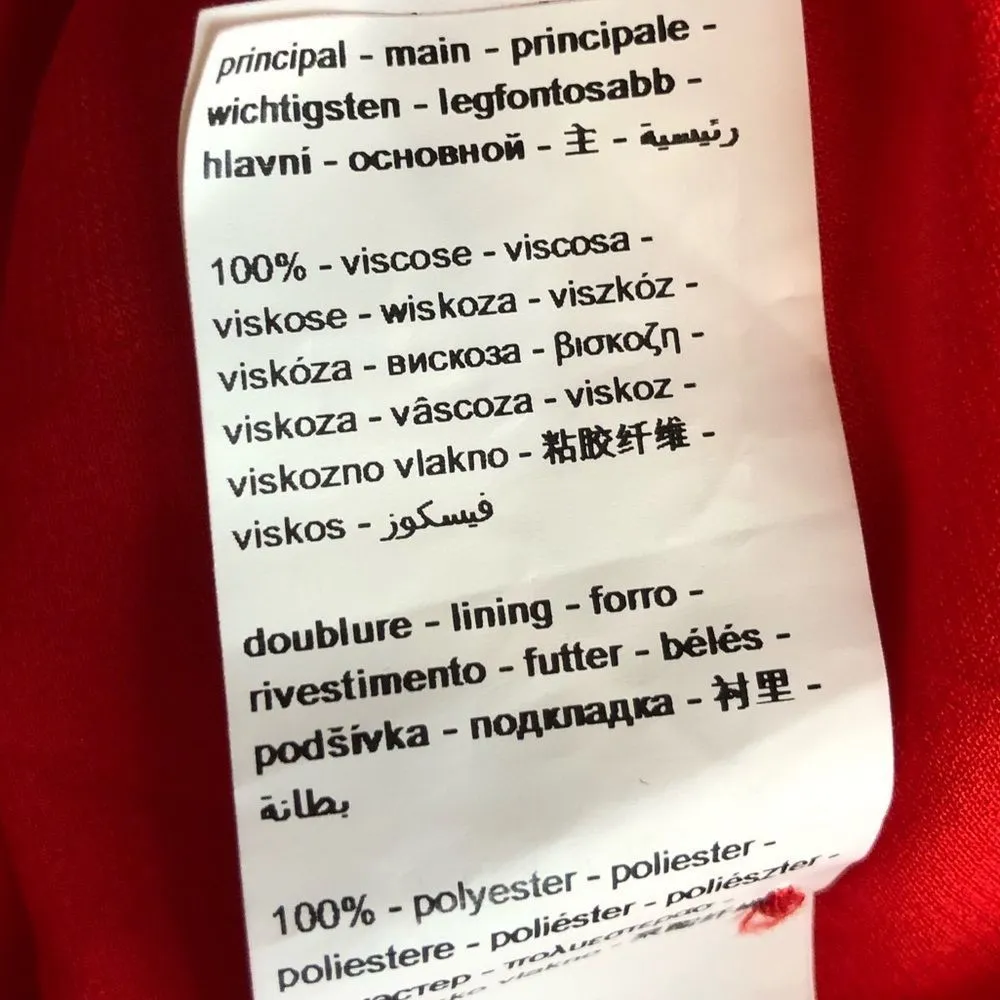 principal - main - principale -
wichtigsten - legfontosabb -
hlavní - основной - 主 - رئيسية
100% - viscose - viscosa -
viskose - wiskoza - viszkóz -
viskóza - вискоза - βισκοζη -
viskoza - vâscoza - viskoz -
viskozno vlakno - 粘胶纤维 -
viskos - فيسكوز
doublure - lining - forro -
rivestimento - futter - bélés -
podšívka - подкладка - 衬里 -
بطانة
100% - polyester - poliester -
poliestere - poliéster - poliészter -